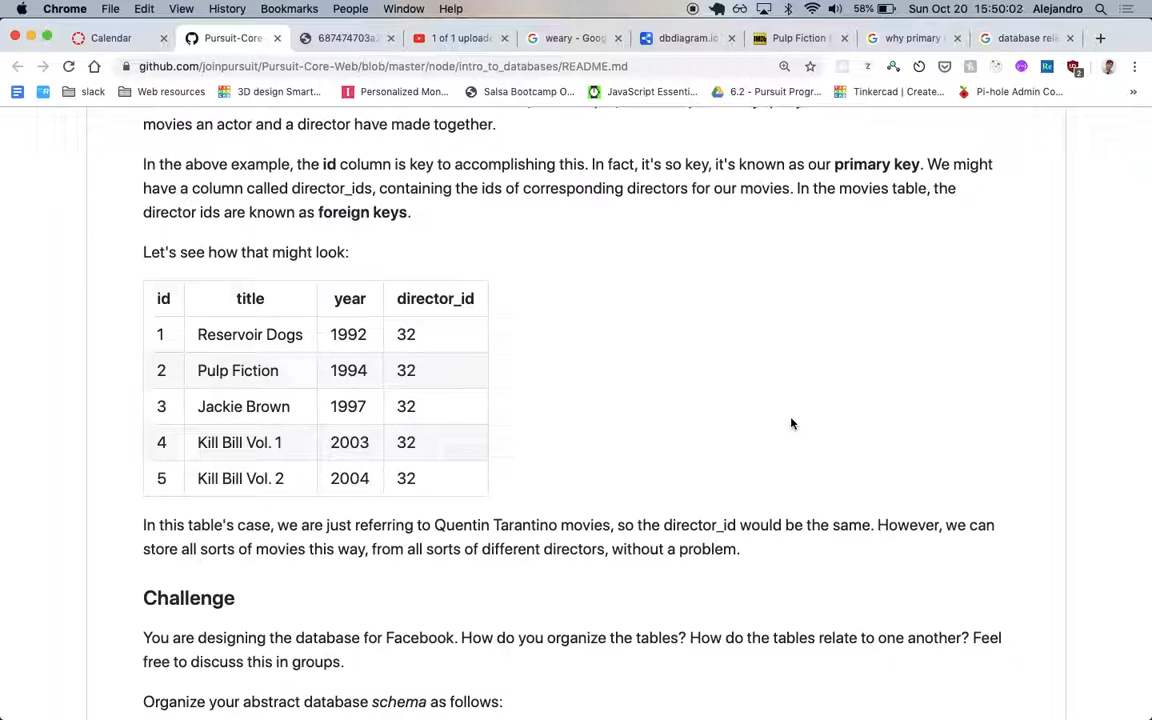 Chrome File Edit View History Bookmarks People Window Help 58% Sun Oct 20 15:50:02 Alejandro
Calendar Pursuit-Core- 687474703a. 1 of 1 uploade weary - Goog dbdiagram.io Pulp Fiction ( why primary database rela
github.com/joinpursuit/Pursuit-Core-Web/blob/master/node/intro_to_databases/README.md
slack Web resources 3D design Smart... Personalized Mon... Salsa Bootcamp O... JavaScript Essenti... 6.2 - Pursuit Progr... Tinkercad | Create... Pi-hole Admin Co... »
movies an actor and a director have made together.
In the above example, the id column is key to accomplishing this. In fact, it's so key, it's known as our primary key. We might
have a column called director_ids, containing the ids of corresponding directors for our movies. In the movies table, the
director ids are known as foreign keys.
Let's see how that might look:
id title year director_id
1 Reservoir Dogs 1992 32
2 Pulp Fiction 1994 32
3 Jackie Brown 1997 32
4 Kill Bill Vol. 1 2003 32
5 Kill Bill Vol. 2 2004 32
In this table's case, we are just referring to Quentin Tarantino movies, so the director_id would be the same. However, we can
store all sorts of movies this way, from all sorts of different directors, without a problem.
Challenge
You are designing the database for Facebook. How do you organize the tables? How do the tables relate to one another? Feel
free to discuss this in groups.
Organize your abstract database schema as follows: